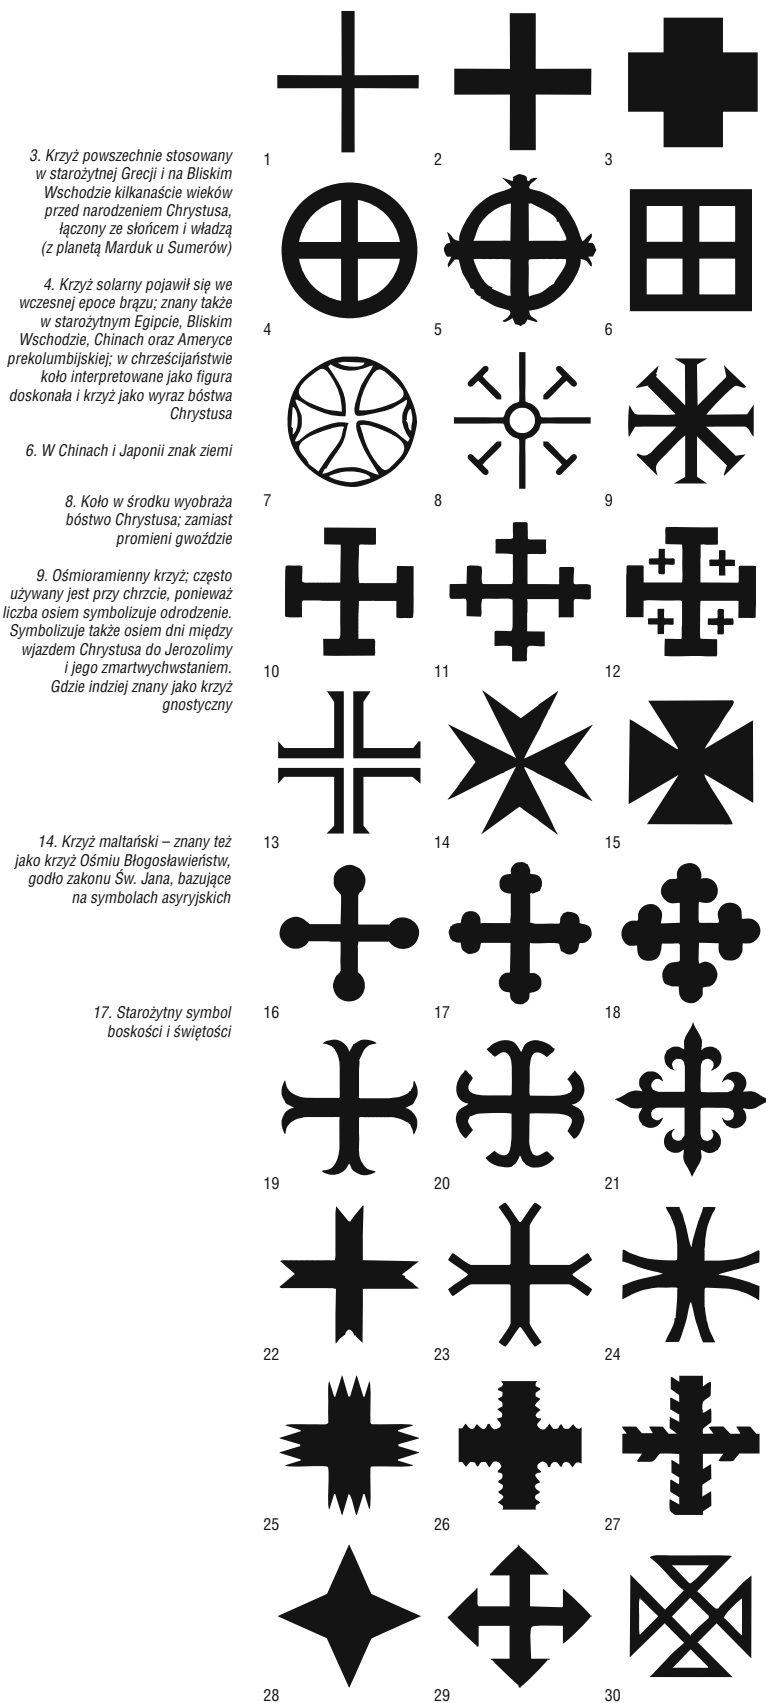 3. Krzyż powszechnie stosowany
w starożytnej Grecji i na Bliskim
Wschodzie kilkanaście wieków
przed narodzeniem Chrystusa,
łączony ze słońcem i władzą
(z planetą Marduk u Sumerów)
4. Krzyż solarny pojawił się we
wczesnej epoce brązu; znany także
w starożytnym Egipcie, Bliskim
Wschodzie, Chinach oraz Ameryce
prekolumbijskiej; w chrześcijaństwie
koło interpretowane jako figura
doskonała i krzyż jako wyraz bóstwa
Chrystusa
6. W Chinach i Japonii znak ziemi
8. Koło w środku wyobraża
bóstwo Chrystusa; zamiast
promieni gwoździe
9. Ośmioramienny krzyż; często
używany jest przy chrzcie, ponieważ
liczba osiem symbolizuje odrodzenie.
Symbolizuje także osiem dni między
wjazdem Chrystusa do Jerozolimy
i jego zmartwychwstaniem.
Gdzie indziej znany jako krzyż
gnostyczny
14. Krzyż maltański – znany też
jako krzyż Ośmiu Błogosławieństw,
godło zakonu Św. Jana, bazujące
na symbolach asyryjskich
17. Starożytny symbol
boskości i świętości
1 2 3
4 5 6
7 8 9
10 11 12
13 14 15
16 17 18
19 20 21
22 23 24
25 26 27
28 29 30